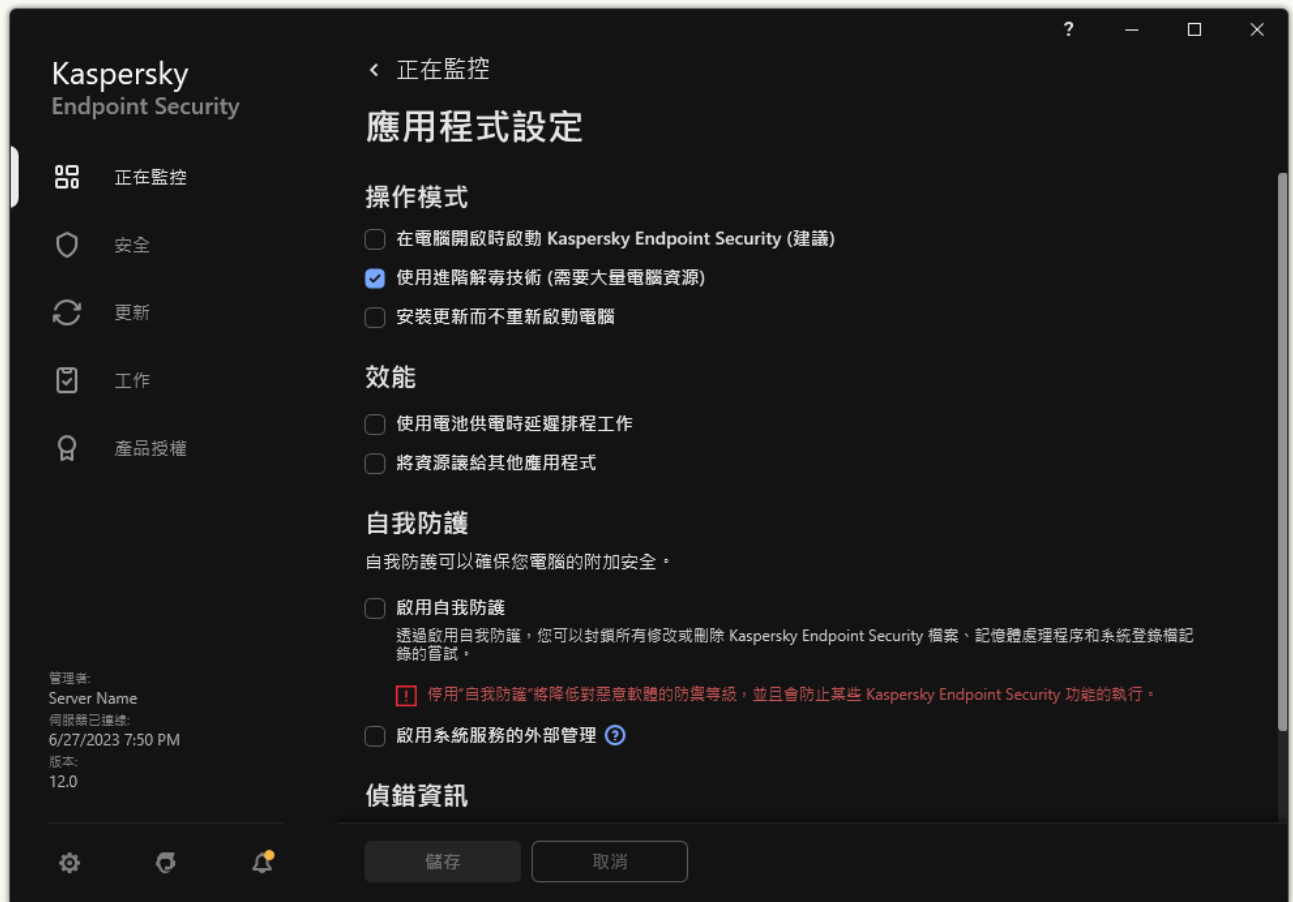 ?
Kaspersky
Endpoint Security
正在監控
安全
更新
工作
產品授權
管理者:
Server Name
伺服器已連線:
6/27/2023 7:50 PM
版本:
12.0
正在監控
應用程式設定
操作模式
在電腦開啟時啟動 Kaspersky Endpoint Security (建議)
使用進階解毒技術 (需要大量電腦資源)
安裝更新而不重新啟動電腦
效能
使用電池供電時延遲排程工作
將資源讓給其他應用程式
自我防護
自我防護可以確保您電腦的附加安全。
啟用自我防護
透過啟用自我防護，您可以封鎖所有修改或刪除 Kaspersky Endpoint Security 檔案、記憶體處理程序和系統登錄檔記
錄的嘗試。
停用"自我防護"將降低對惡意軟體的防禦等級，並且會防止某些 Kaspersky Endpoint Security 功能的執行。
啟用系統服務的外部管理 ?
偵錯資訊
儲存
取消